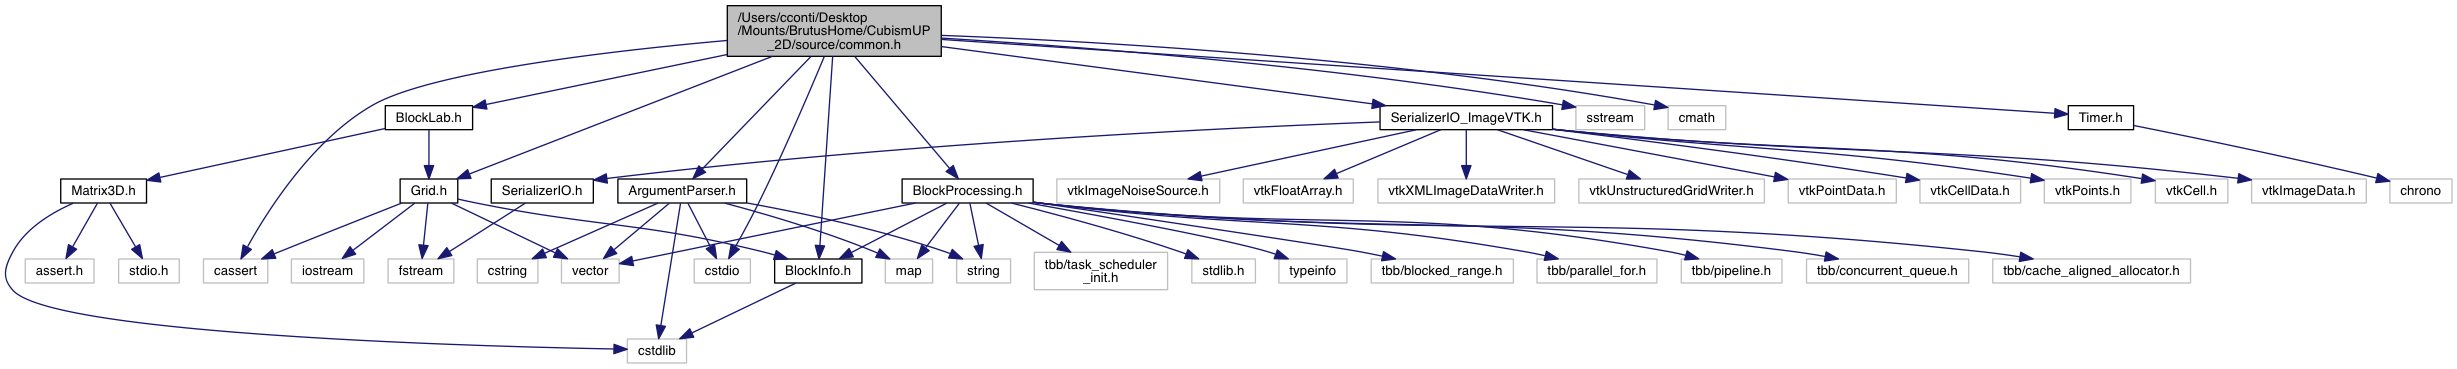 /Users/cconti/Desktop
/Mounts/BrutusHome/CubismUP
_2D/source/common.h
BlockLab.h
SerializerIO_ImageVTK.h
sstream
cmath
Timer.h
Matrix3D.h
Grid.h
SerializerIO.h
ArgumentParser.h
BlockProcessing.h
vtkImageNoiseSource.h
vtkFloatArray.h
vtkXMLImageDataWriter.h
vtkUnstructuredGridWriter.h
vtkPointData.h
vtkCellData.h
vtkPoints.h
vtkCell.h
vtkImageData.h
chrono
assert.h
stdio.h
cassert
iostream
fstream
cstring
vector
cstdio
BlockInfo.h
map
string
tbb/task_scheduler
_init.h
stdlib.h
typeinfo
tbb/blocked_range.h
tbb/parallel_for.h
tbb/pipeline.h
tbb/concurrent_queue.h
tbb/cache_aligned_allocator.h
cstdlib